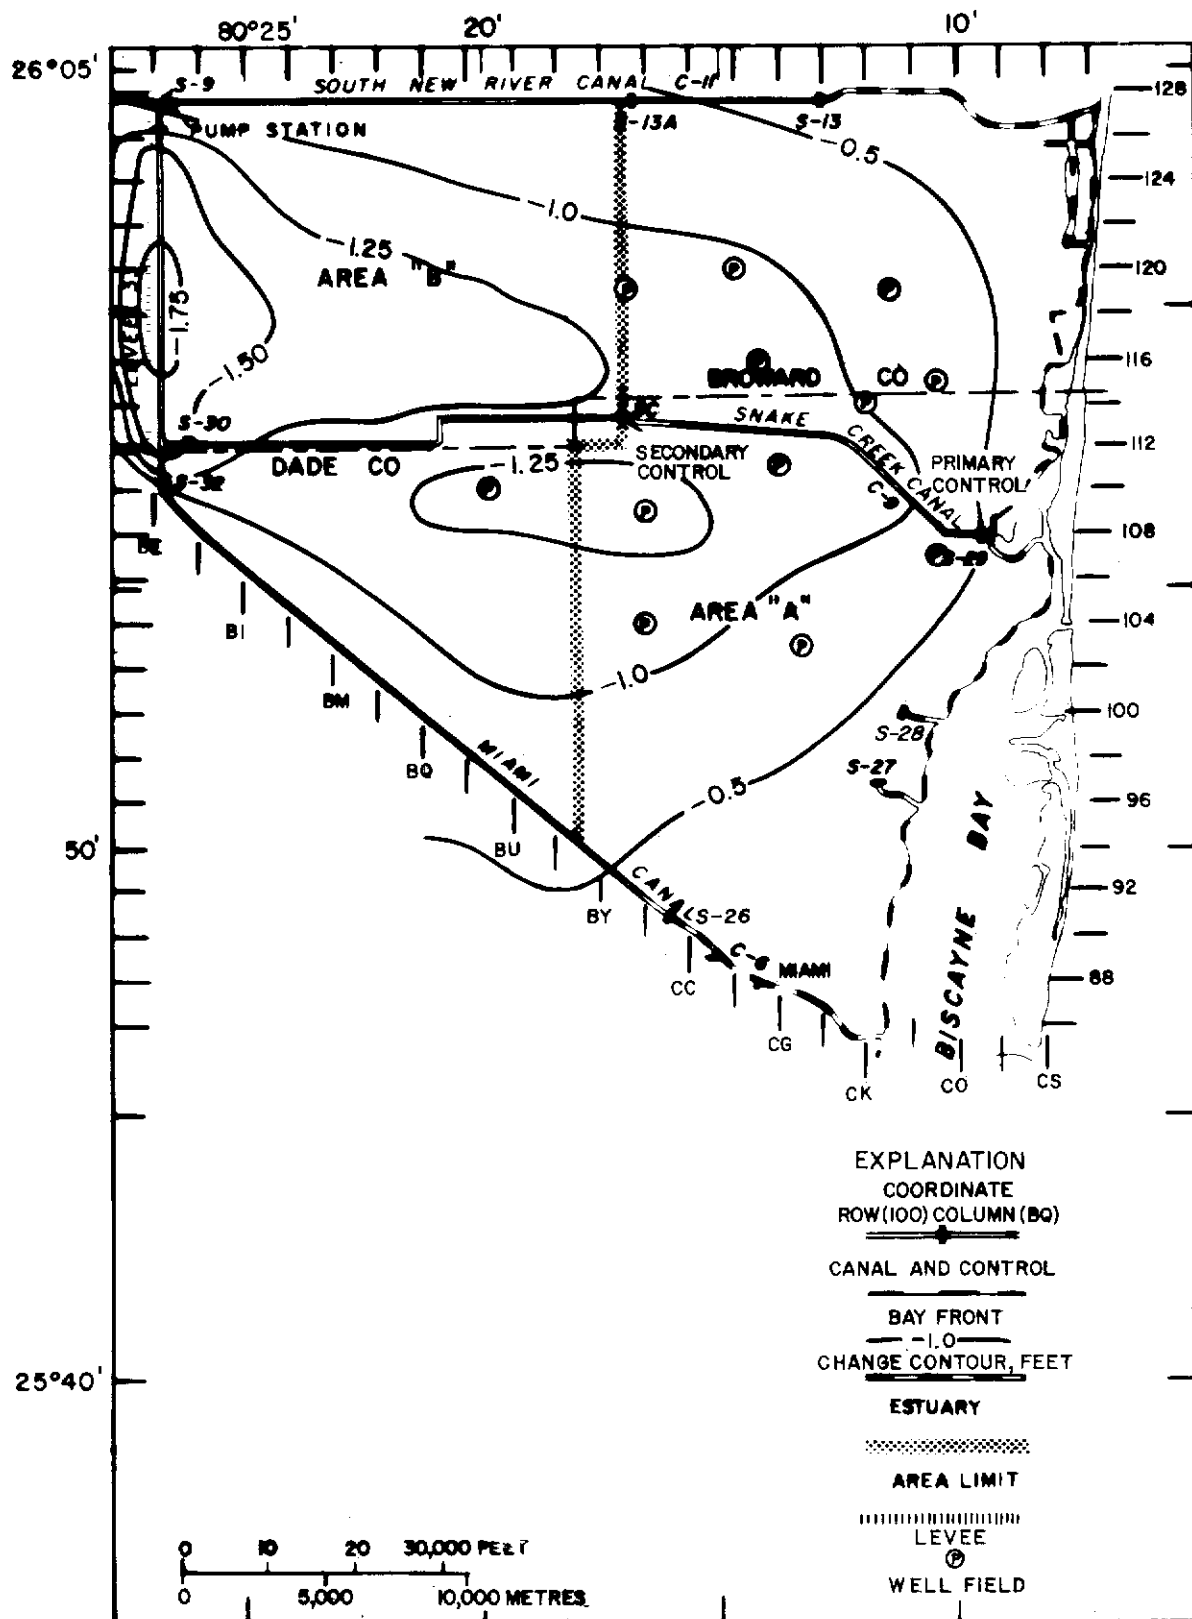 80°25' 20' 10'
26°05'
S-9 SOUTH NEW RIVER CANAL C-11
S-13A S-13
PUMP STATION
128
-0.5
124
-1.0
-1.25
AREA "B"
120
-1.75
-1.50
116
BROWARD CO
SNAKE
S-30
112
SECONDARY
CONTROL
CREEK CANAL
C-9
PRIMARY
CONTROL
DADE CO
-1.25
S-32
108
BE
S-29
AREA "A"
104
BI
-1.0
BM
100
S-28
MIAMI
BQ
S-27
-0.5
96
BU
50'
CANAL
92
BY
S-26
C-6
MIAMI
88
CC
CG
BISCAYNE BAY
CK CO CS
P
P
P
P
P
P
P
EXPLANATION
COORDINATE
ROW(100) COLUMN(BQ)
CANAL AND CONTROL
BAY FRONT
-1.0
CHANGE CONTOUR, FEET
25°40'
ESTUARY
AREA LIMIT
LEVEE
P
WELL FIELD
0 10 20 30,000 FEET
0 5,000 10,000 METRES